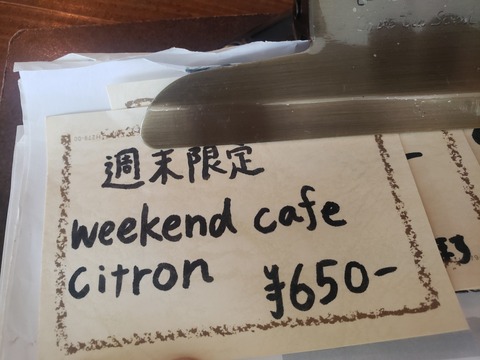 週末限定
weekend cafe
citron ¥650-